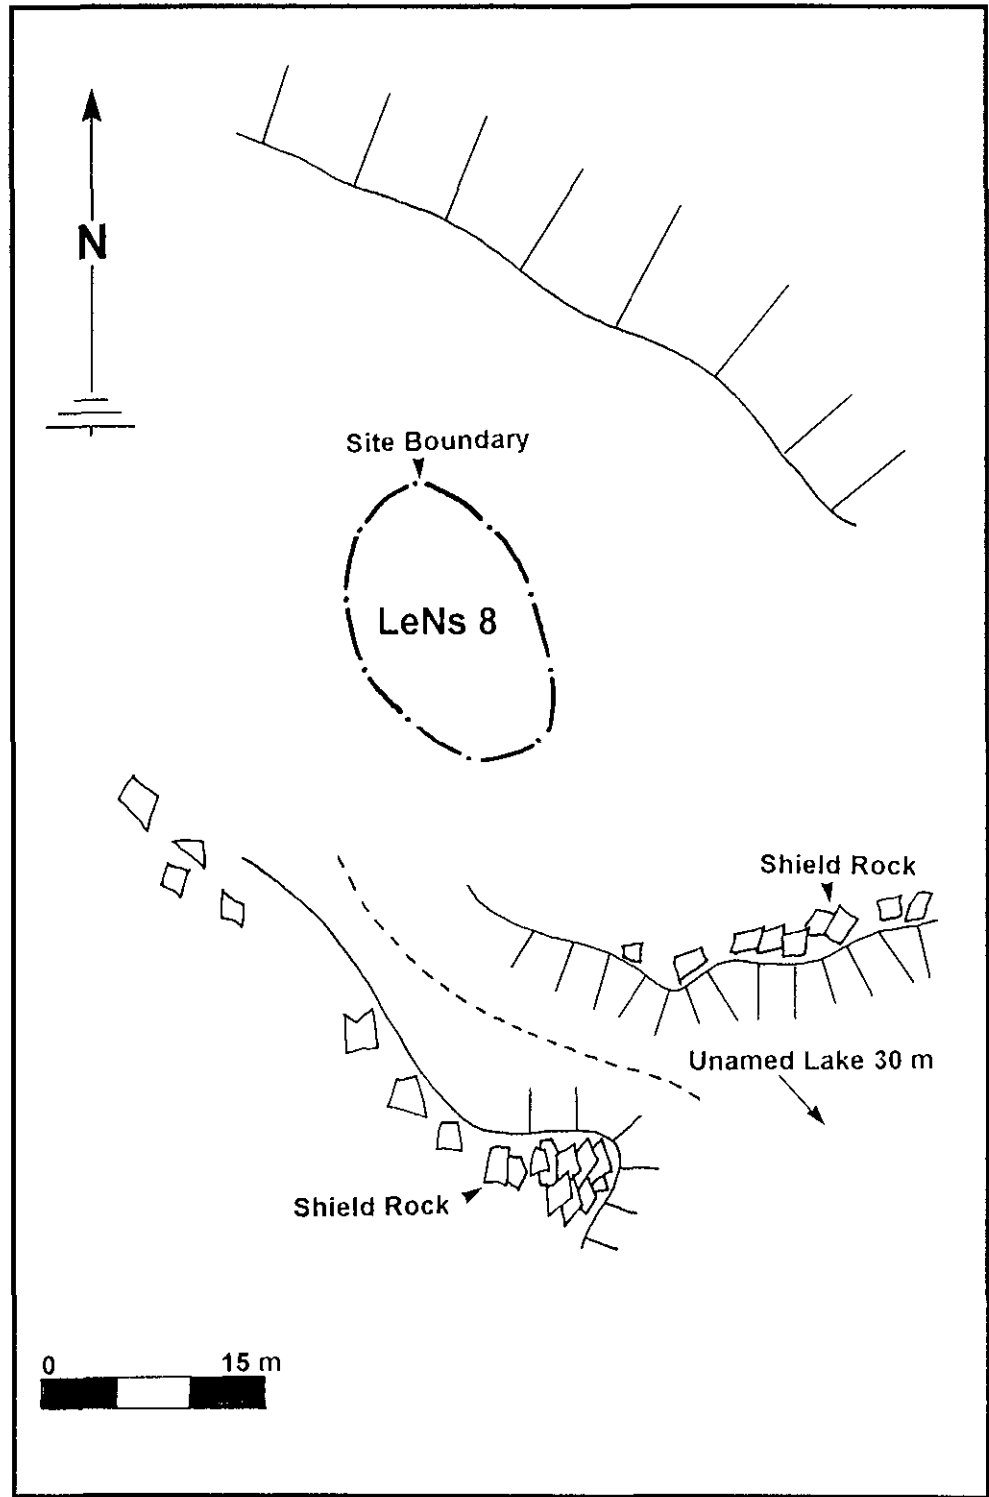 N
Site Boundary
LeNs 8
Shield Rock
Unamed Lake 30 m
Shield Rock
0 15 m